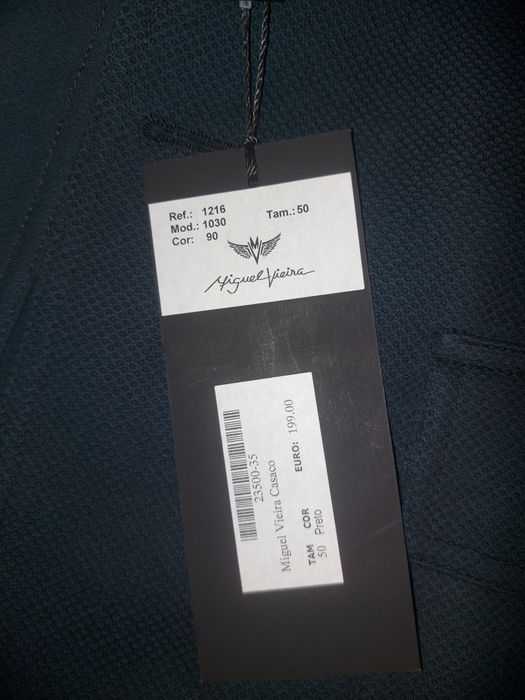 Ref.: 1216 Tam.: 50
Mod.: 1030
Cor: 90
MV
Miguel Vieira
23500-35
Miguel Vieira Casaco
EURO: 199.00
TAM COR
50 Preto